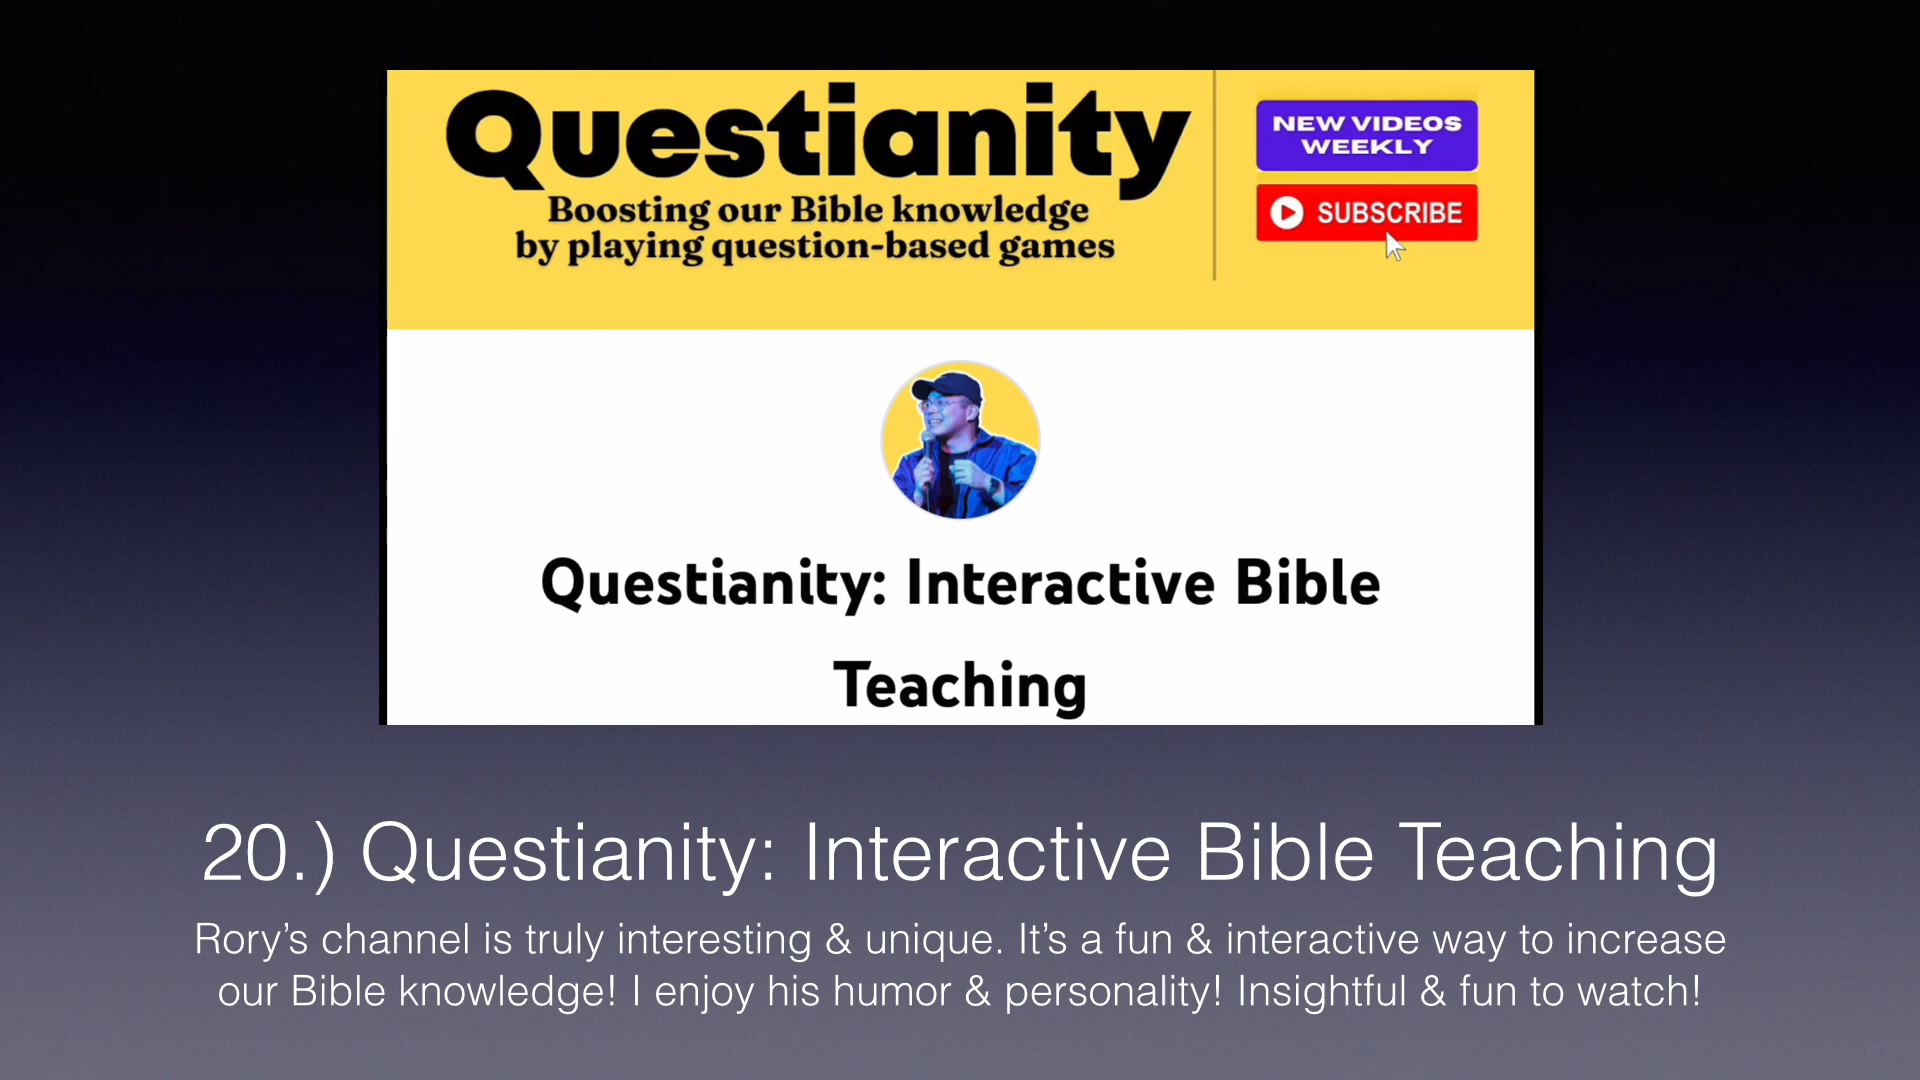 Questianity
Boosting our Bible knowledge
by playing question-based games
NEW VIDEOS
WEEKLY
SUBSCRIBE
Questianity: Interactive Bible
Teaching
20.) Questianity: Interactive Bible Teaching
Rory’s channel is truly interesting & unique. It’s a fun & interactive way to increase
our Bible knowledge! I enjoy his humor & personality! Insightful & fun to watch!